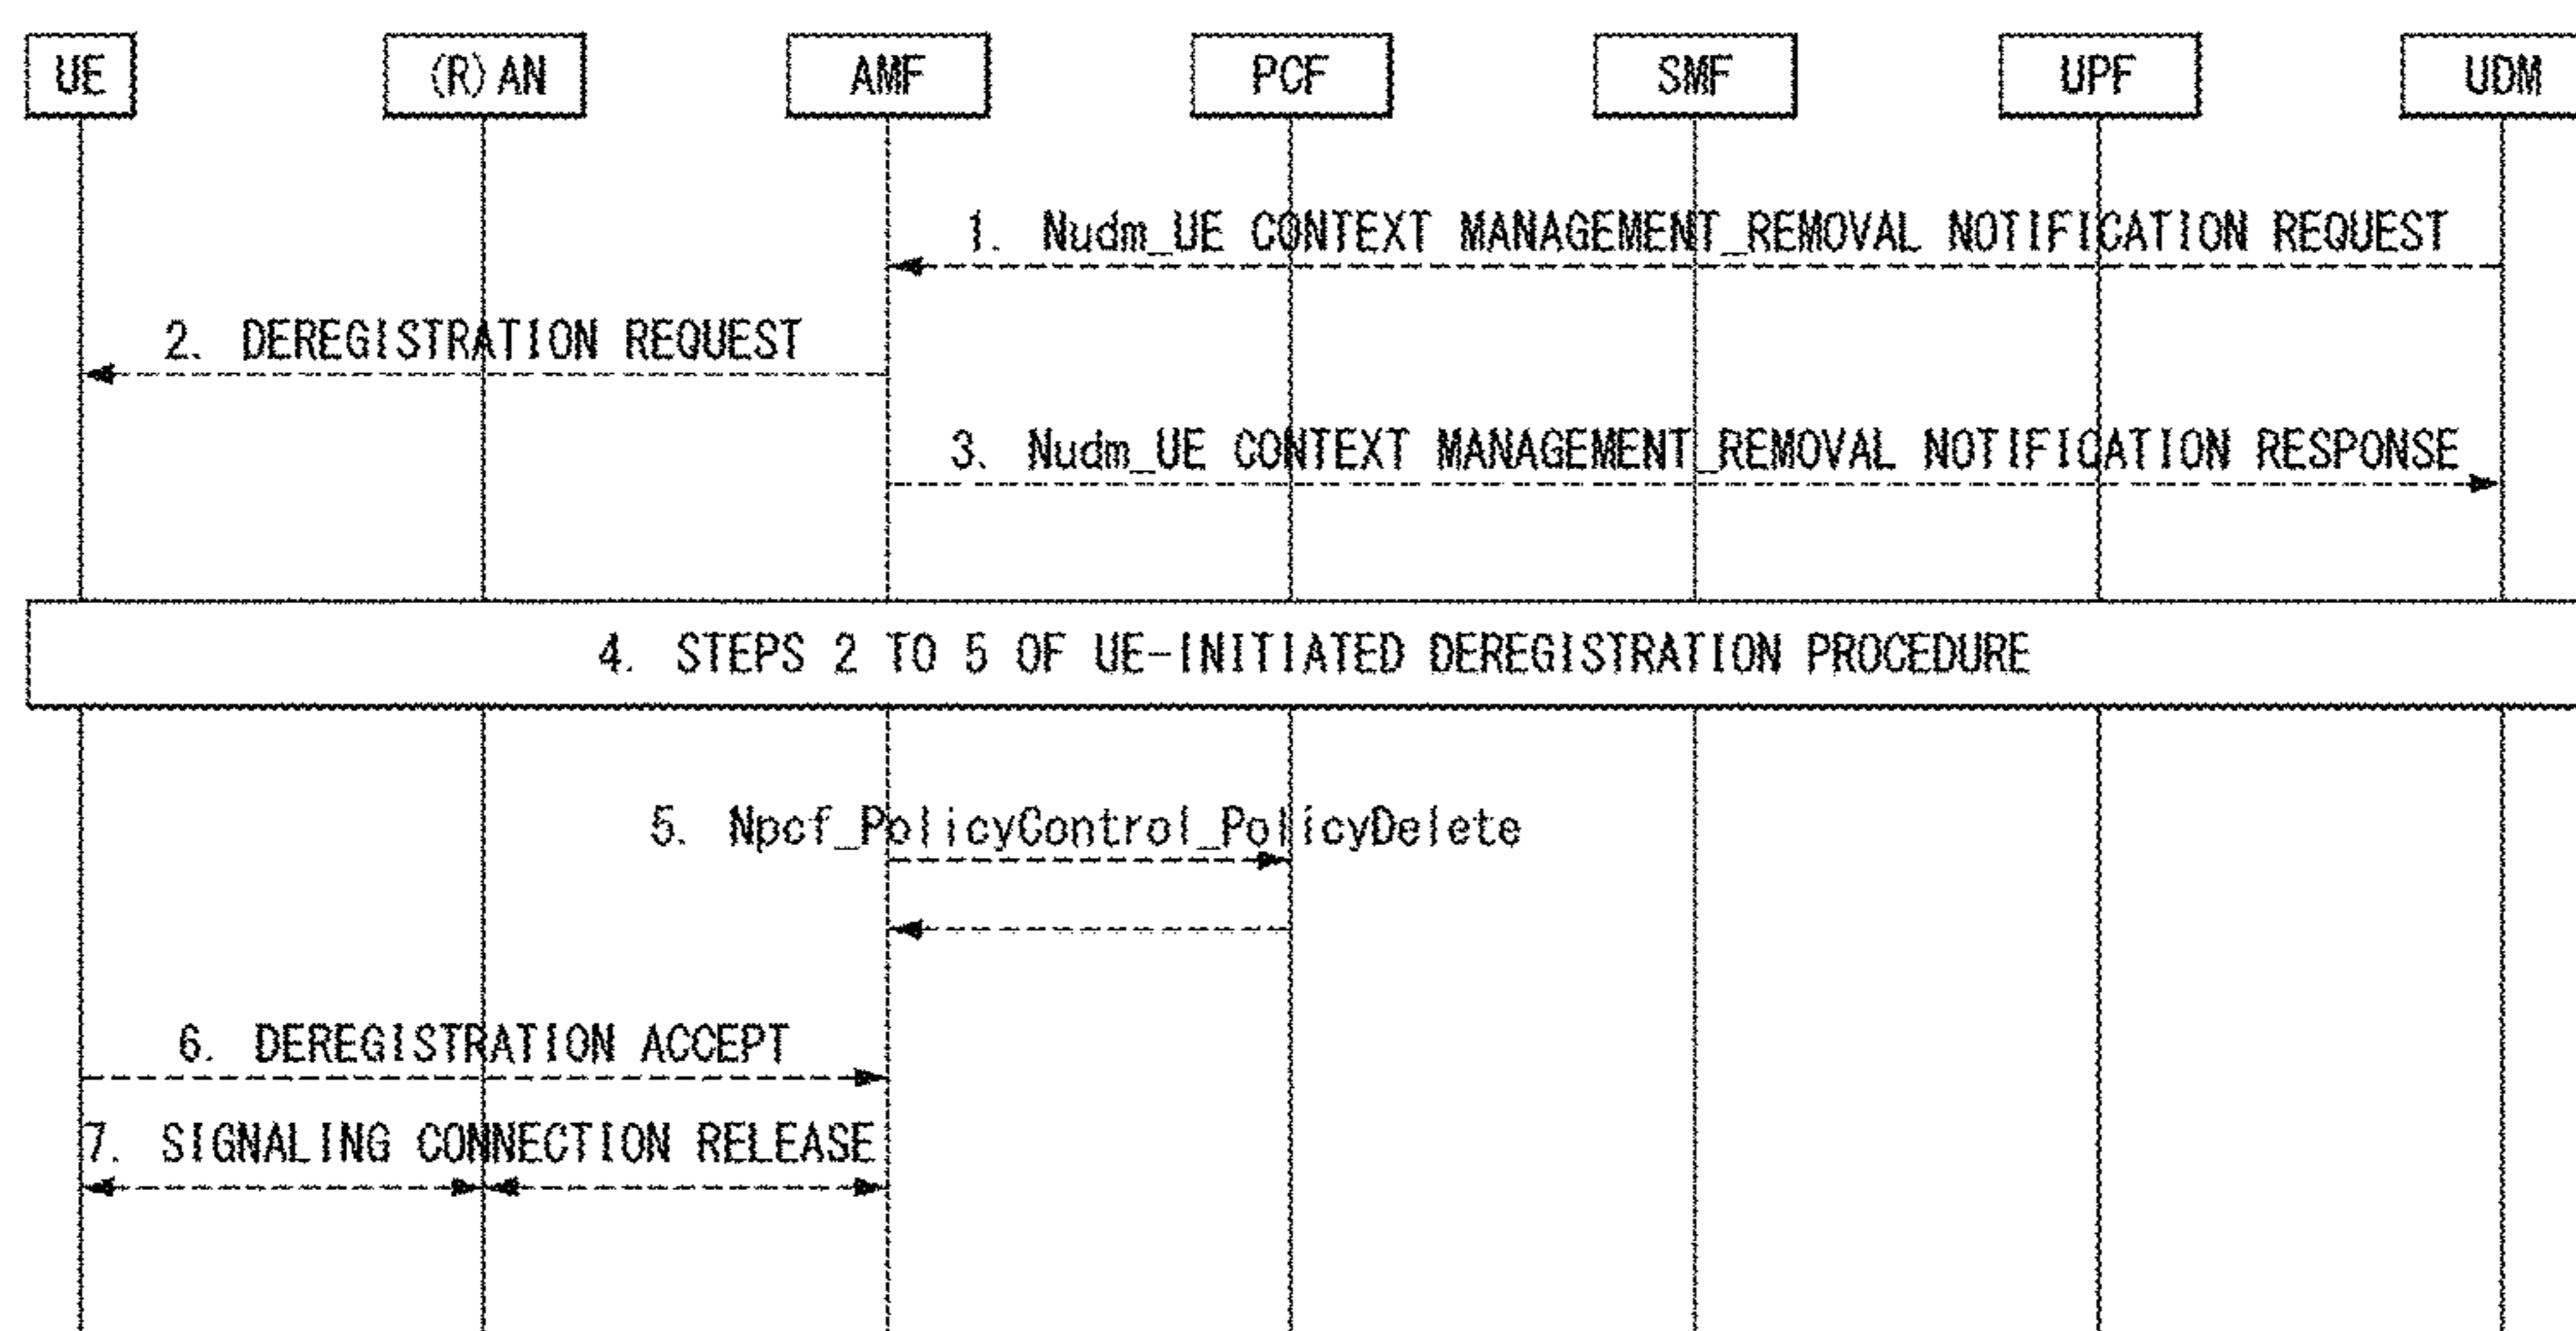 UE (R)AN AMF PCF SMF UPF UDM
1. Nudm_UE CONTEXT MANAGEMENT_REMOVAL NOTIFICATION REQUEST
2. DEREGISTRATION REQUEST
3. Nudm_UE CONTEXT MANAGEMENT_REMOVAL NOTIFICATION RESPONSE
4. STEPS 2 TO 5 OF UE-INITIATED DEREGISTRATION PROCEDURE
5. Npcf_PolicyControl_PolicyDelete
6. DEREGISTRATION ACCEPT
7. SIGNALING CONNECTION RELEASE